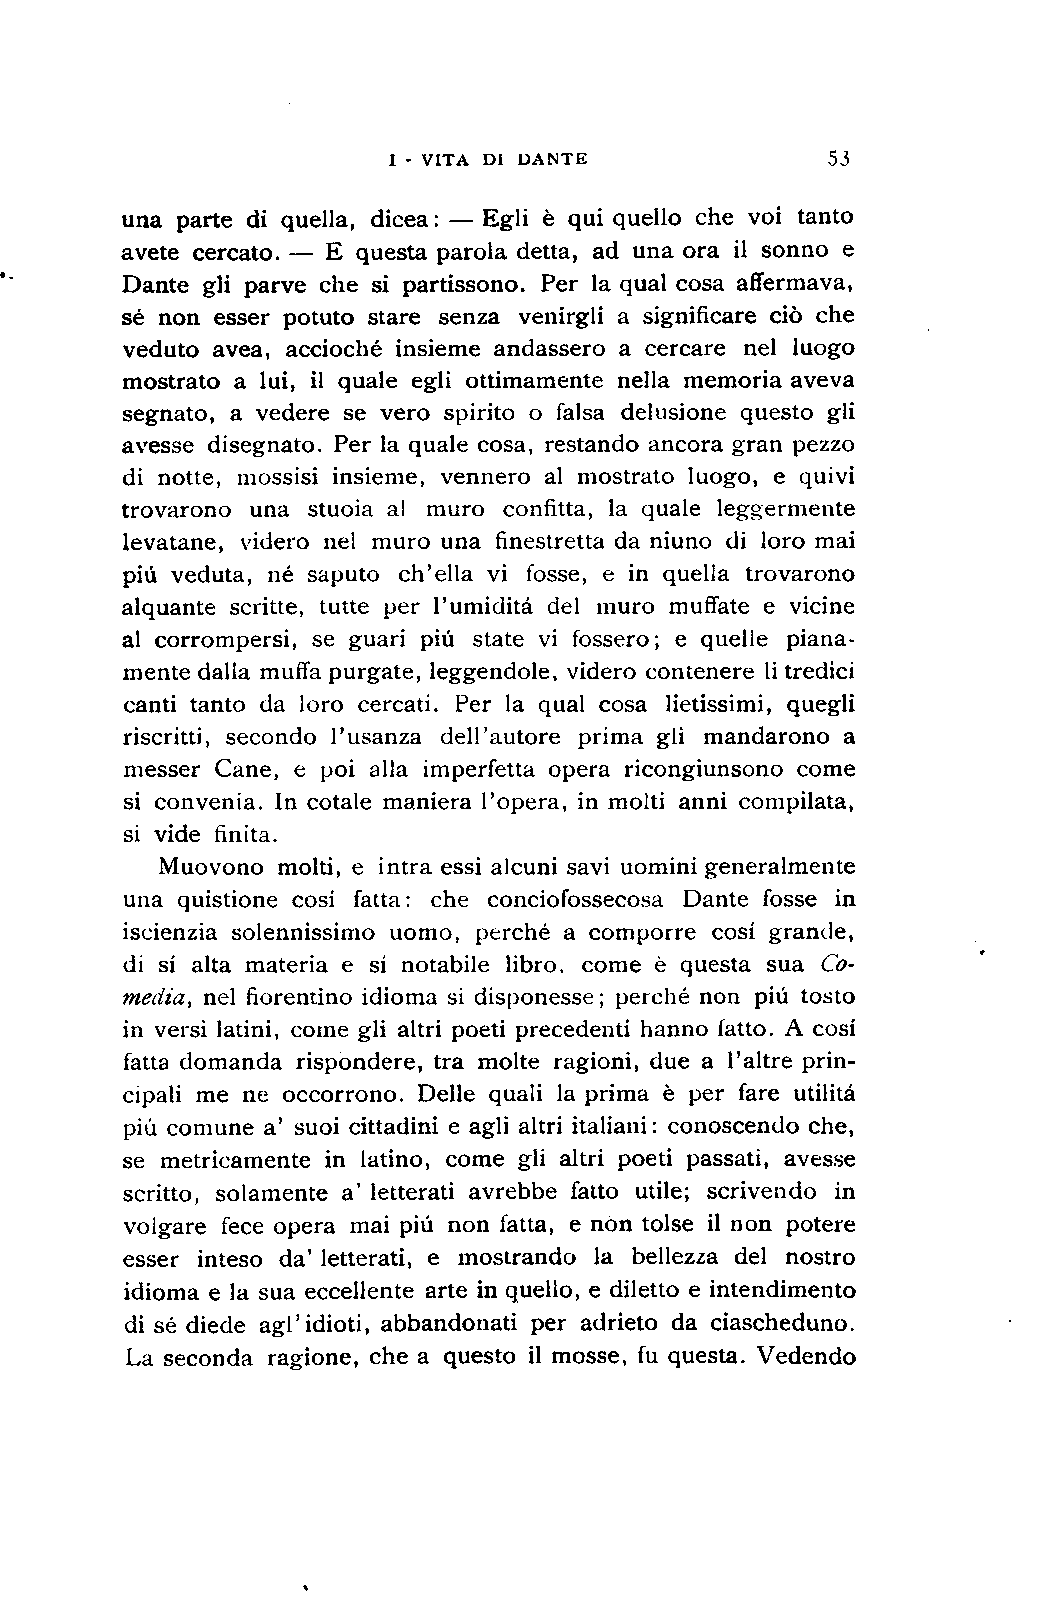 I - VITA DI DANTE 53
una parte di quella, dicea: — Egli è qui quello che voi tanto
avete cercato. — E questa parola detta, ad una ora il sonno e
Dante gli parve che si partissono. Per la qual cosa affermava,
sé non esser potuto stare senza venirgli a significare ciò che
veduto avea, accioché insieme andassero a cercare nel luogo
mostrato a lui, il quale egli ottimamente nella memoria aveva
segnato, a vedere se vero spirito o falsa delusione questo gli
avesse disegnato. Per la quale cosa, restando ancora gran pezzo
di notte, mossisi insieme, vennero al mostrato luogo, e quivi
trovarono una stuoia al muro confitta, la quale leggermente
levatane, videro nel muro una finestretta da niuno di loro mai
piú veduta, né saputo ch'ella vi fosse, e in quella trovarono
alquante scritte, tutte per l'umiditá del muro muffate e vicine
al corrompersi, se guari piú state vi fossero; e quelle piana-
mente dalla muffa purgate, leggendole, videro contenere li tredici
canti tanto da loro cercati. Per la qual cosa lietissimi, quegli
riscritti, secondo l'usanza dell'autore prima gli mandarono a
messer Cane, e poi alla imperfetta opera ricongiunsono come
si convenia. In cotale maniera l'opera, in molti anni compilata,
si vide finita.
Muovono molti, e intra essi alcuni savi uomini generalmente
una quistione cosí fatta: che conciofossecosa Dante fosse in
iscienzia solennissimo uomo, perché a comporre cosí grande,
di sí alta materia e sí notabile libro, come è questa sua Co-
media, nel fiorentino idioma si disponesse; perché non piú tosto
in versi latini, come gli altri poeti precedenti hanno fatto. A cosí
fatta domanda rispondere, tra molte ragioni, due a l'altre prin-
cipali me ne occorrono. Delle quali la prima è per fare utilitá
piú comune a' suoi cittadini e agli altri italiani: conoscendo che,
se metricamente in latino, come gli altri poeti passati, avesse
scritto, solamente a' letterati avrebbe fatto utile; scrivendo in
volgare fece opera mai piú non fatta, e non tolse il non potere
esser inteso da' letterati, e mostrando la bellezza del nostro
idioma e la sua eccellente arte in quello, e diletto e intendimento
di sé diede agl'idioti, abbandonati per adrieto da ciascheduno.
La seconda ragione, che a questo il mosse, fu questa. Vedendo